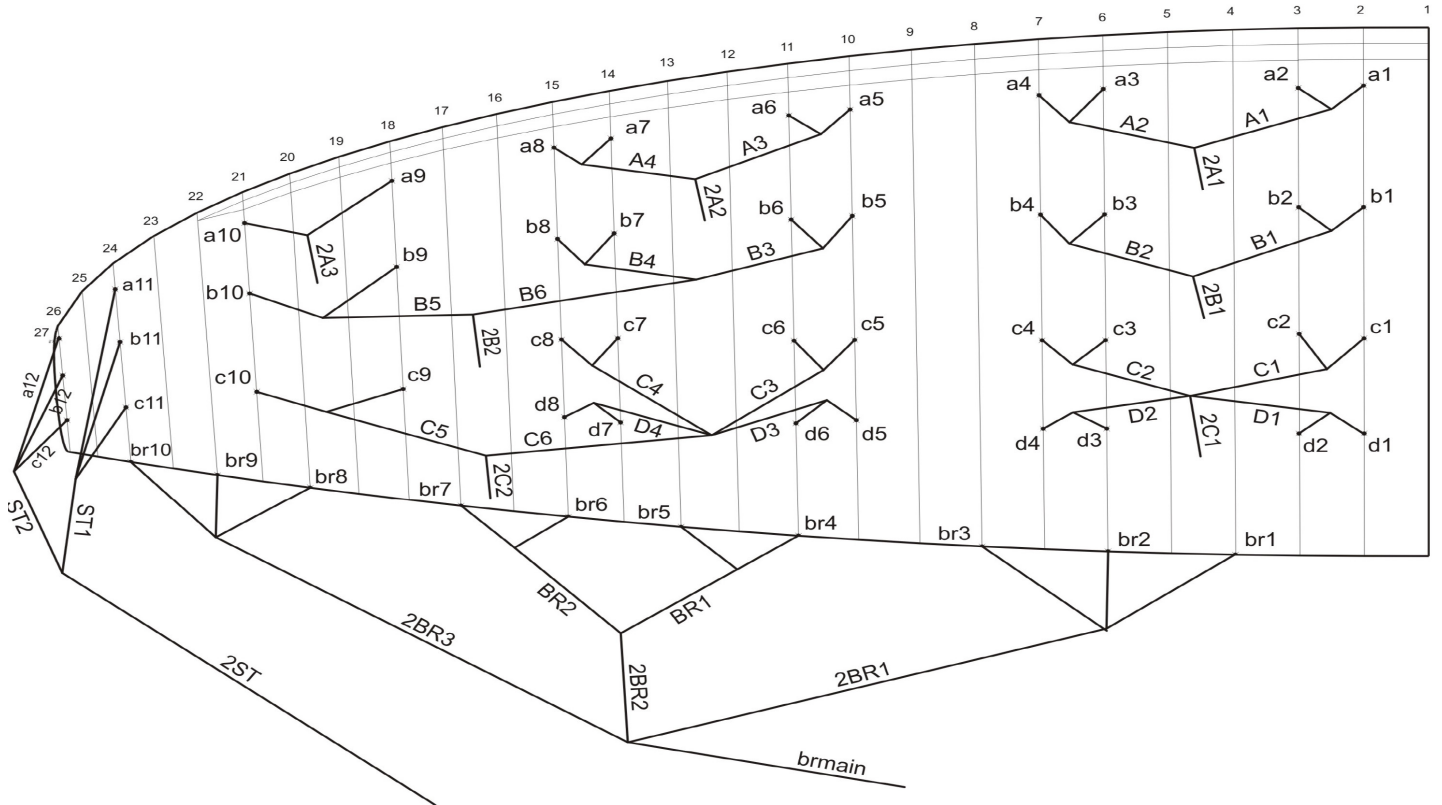 1
2
3
4
5
6
7
8
9
10
11
12
13
14
15
16
17
18
19
20
21
22
23
24
25
26
27
a1
a2
a3
a4
A1
A2
2A1
a5
a6
a7
a8
A3
A4
2A2
a9
a10
2A3
a11
a12
b1
b2
b3
b4
B1
B2
2B1
b5
b6
b7
b8
B3
B4
b9
b10
B5
B6
2B2
b11
b12
c1
c2
c3
c4
C1
C2
d1
d2
d3
d4
D1
D2
2C1
c5
c6
c7
c8
C3
C4
d5
d6
d7
d8
D3
D4
c9
c10
C5
C6
2C2
c11
c12
br1
br2
br3
br4
br5
br6
br7
br8
br9
br10
BR1
BR2
2BR1
2BR2
2BR3
brmain
ST1
ST2
2ST